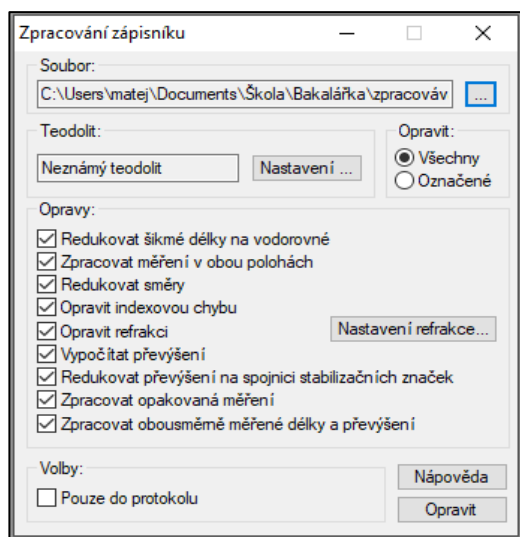 Zpracování zápisníku
Soubor:
C:\Users\matej\Documents\Škola\Bakalářka\zpracováv
...
Teodolit:
Opravit:
Neznámý teodolit
Nastavení ...
Všechny
Označené
Opravy:
Redukovat šikmé délky na vodorovné
Zpracovat měření v obou polohách
Redukovat směry
Opravit indexovou chybu
Opravit refrakci
Nastavení refrakce...
Vypočítat převýšení
Redukovat převýšení na spojnici stabilizačních značek
Zpracovat opakovaná měření
Zpracovat obousměrně měřené délky a převýšení
Volby:
Pouze do protokolu
Nápověda
Opravit